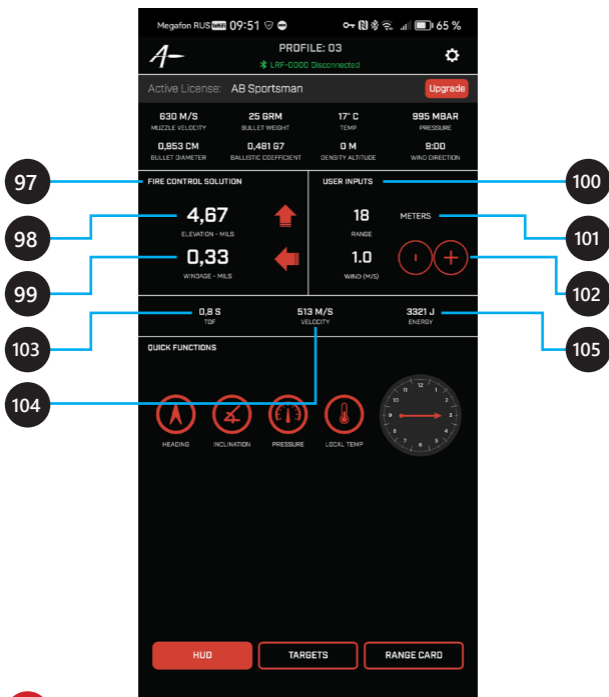 Megafon RUS VoWiFi 09:51 65 %
PROFILE: 03
LRF-0000 Disconnected
Active License: AB Sportsman Upgrade
630 M/S 25 GRM 17° C 995 MBAR
MUZZLE VELOCITY BULLET WEIGHT TEMP PRESSURE
0,953 CM 0,481 G7 0 M 9:00
BULLET DIAMETER BALLISTIC COEFFICIENT DENSITY ALTITUDE WIND DIRECTION
97 FIRE CONTROL SOLUTION USER INPUTS 100
98 4,67 18 METERS 101
ELEVATION - MILS RANGE
99 0,33 1.0 102
WINDAGE - MILS WIND (M/S)
103 0,8 S 513 M/S 3321 J 105
TOF VELOCITY ENERGY
QUICK FUNCTIONS
104
12 1 2 3 4 5 6 7 8 9 10 11
HEADING INCLINATION PRESSURE LOCAL TEMP
HUD TARGETS RANGE CARD